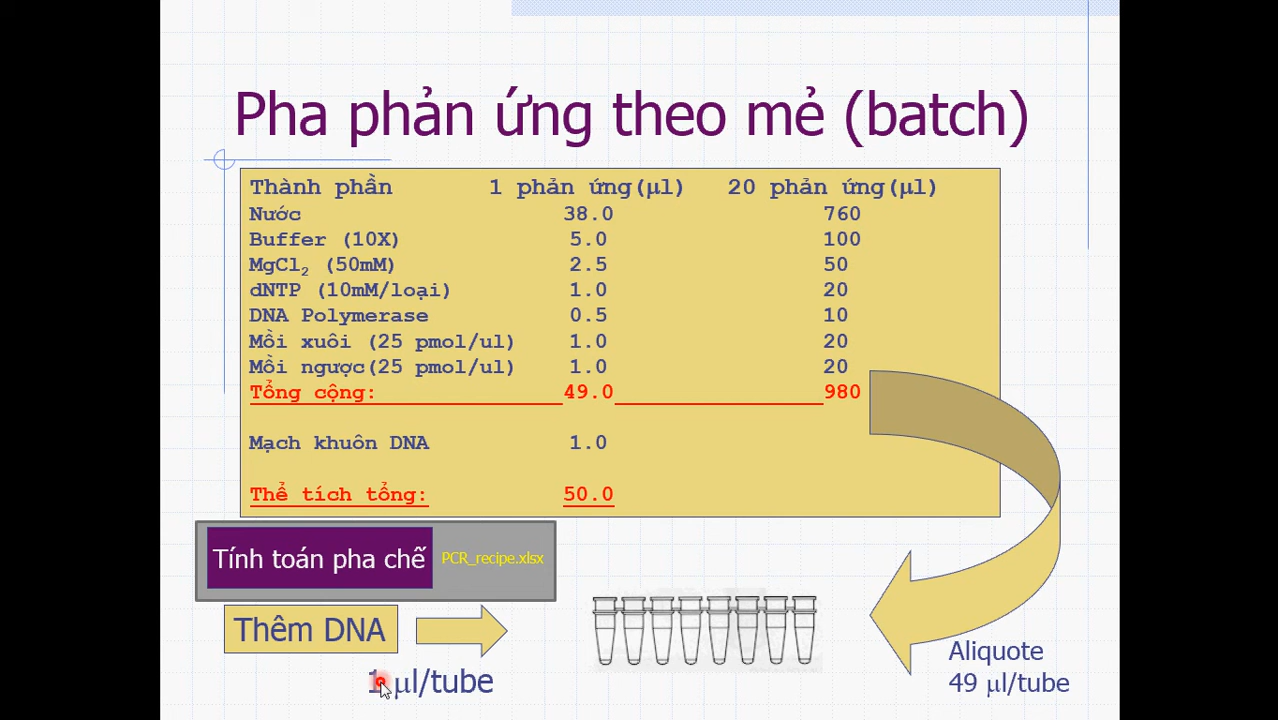 Pha phản ứng theo mẻ (batch)
Thành phần 1 phản ứng(μl) 20 phản ứng(μl)
Nước 38.0 760
Buffer (10X) 5.0 100
MgCl₂ (50mM) 2.5 50
dNTP (10mM/loại) 1.0 20
DNA Polymerase 0.5 10
Mồi xuôi (25 pmol/ul) 1.0 20
Mồi ngược(25 pmol/ul) 1.0 20
Tổng cộng: 49.0 980
Mạch khuôn DNA 1.0
Thể tích tổng: 50.0
Tính toán pha chế PCR_recipe.xlsx
Thêm DNA
1 μl/tube
Aliquote
49 μl/tube